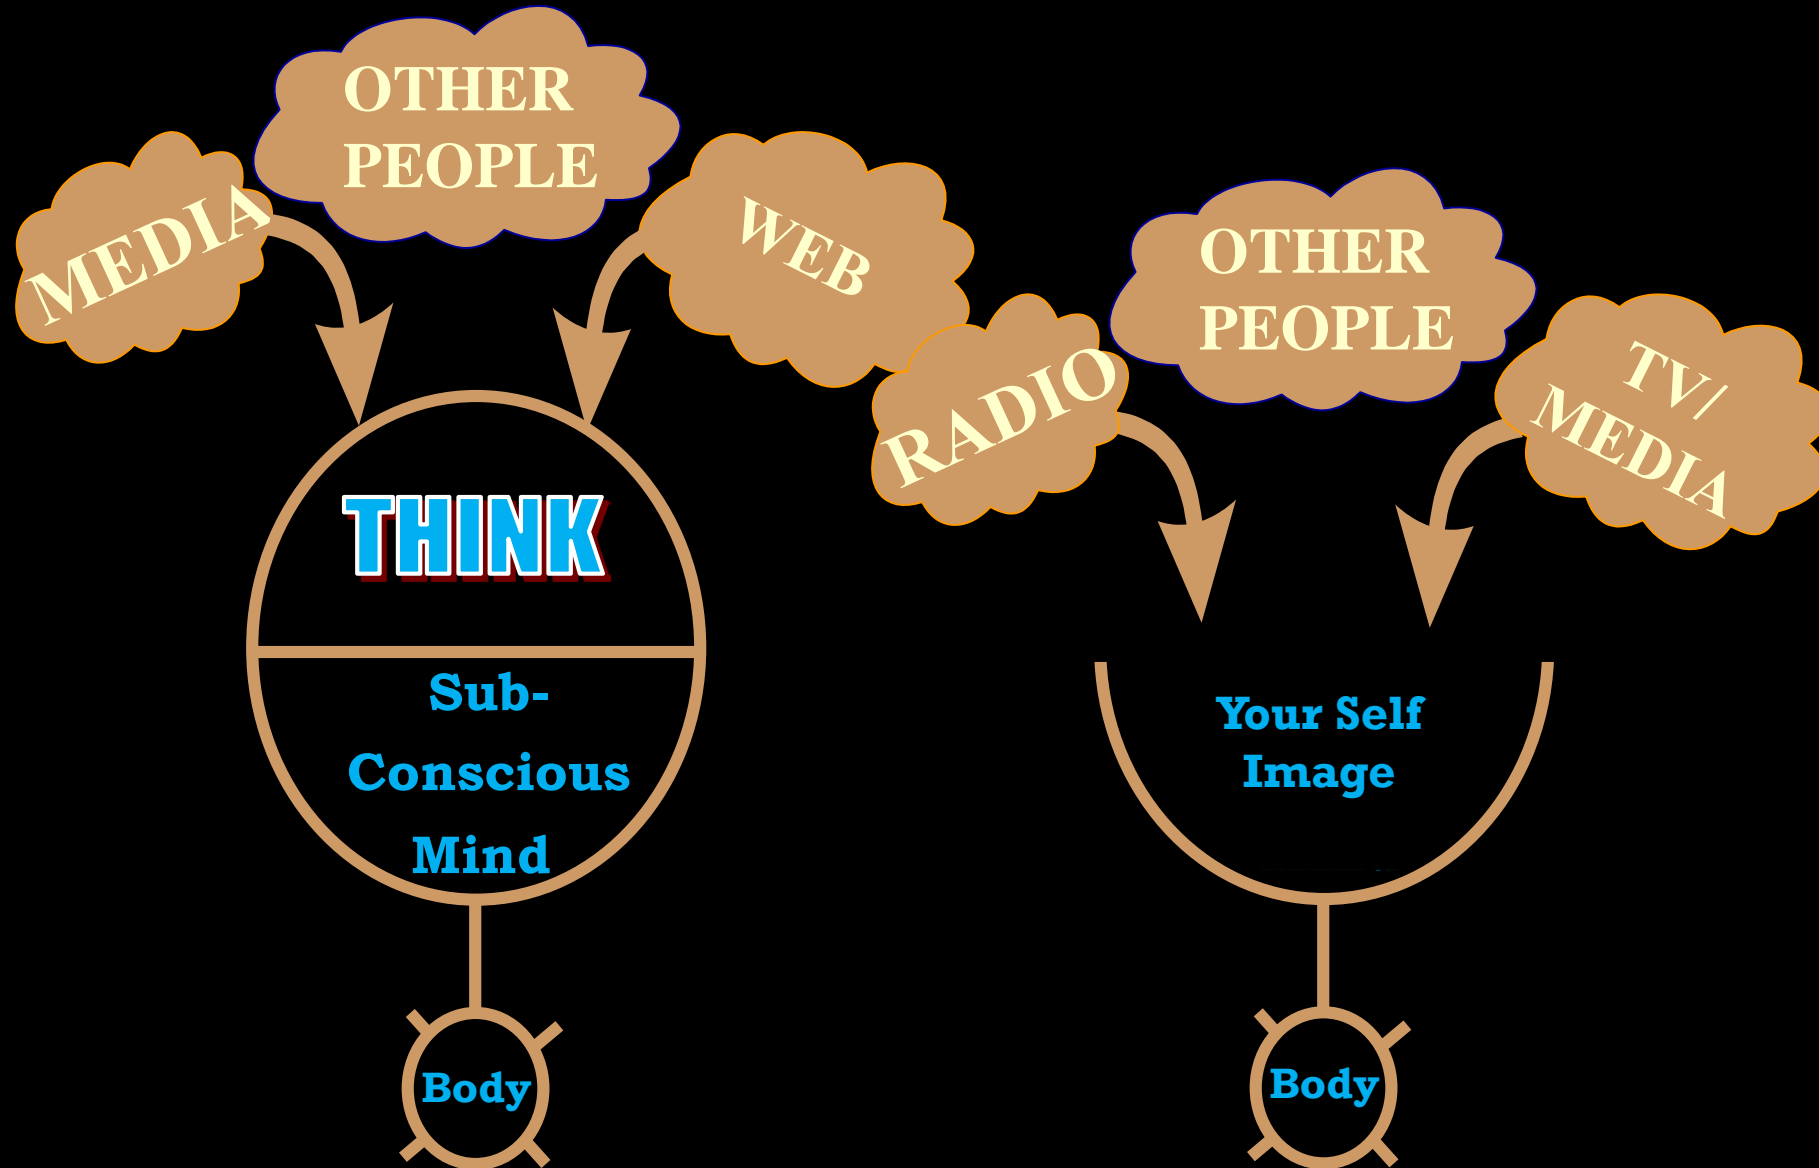 OTHER
PEOPLE
MEDIA
WEB
THINK
Sub-
Conscious
Mind
Body
OTHER
PEOPLE
RADIO
TV/
MEDIA
Your Self
Image
Body